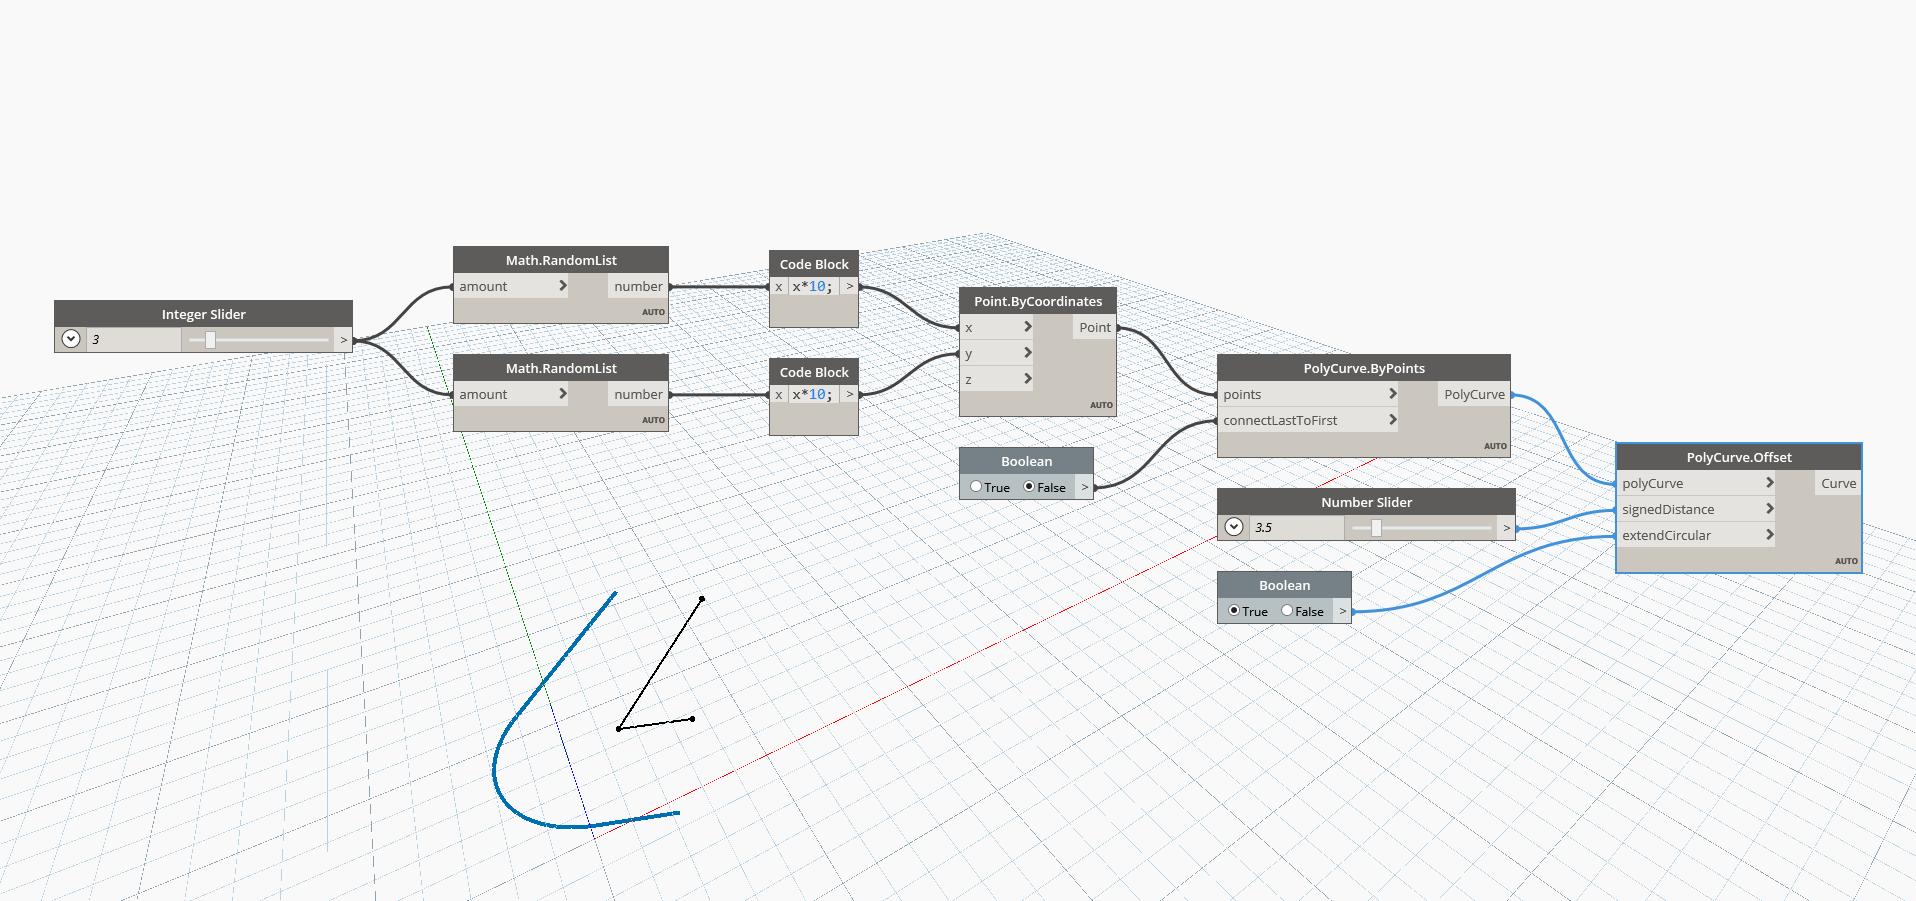 Integer Slider
3
>
Math.RandomList
amount > number
AUTO
Math.RandomList
amount > number
AUTO
Code Block
x x*10; >
Code Block
x x*10; >
Point.ByCoordinates
x > Point
y >
z >
AUTO
Boolean
True False >
PolyCurve.ByPoints
points > PolyCurve
connectLastToFirst >
AUTO
Number Slider
3.5 >
Boolean
True False >
PolyCurve.Offset
polyCurve > Curve
signedDistance >
extendCircular >
AUTO